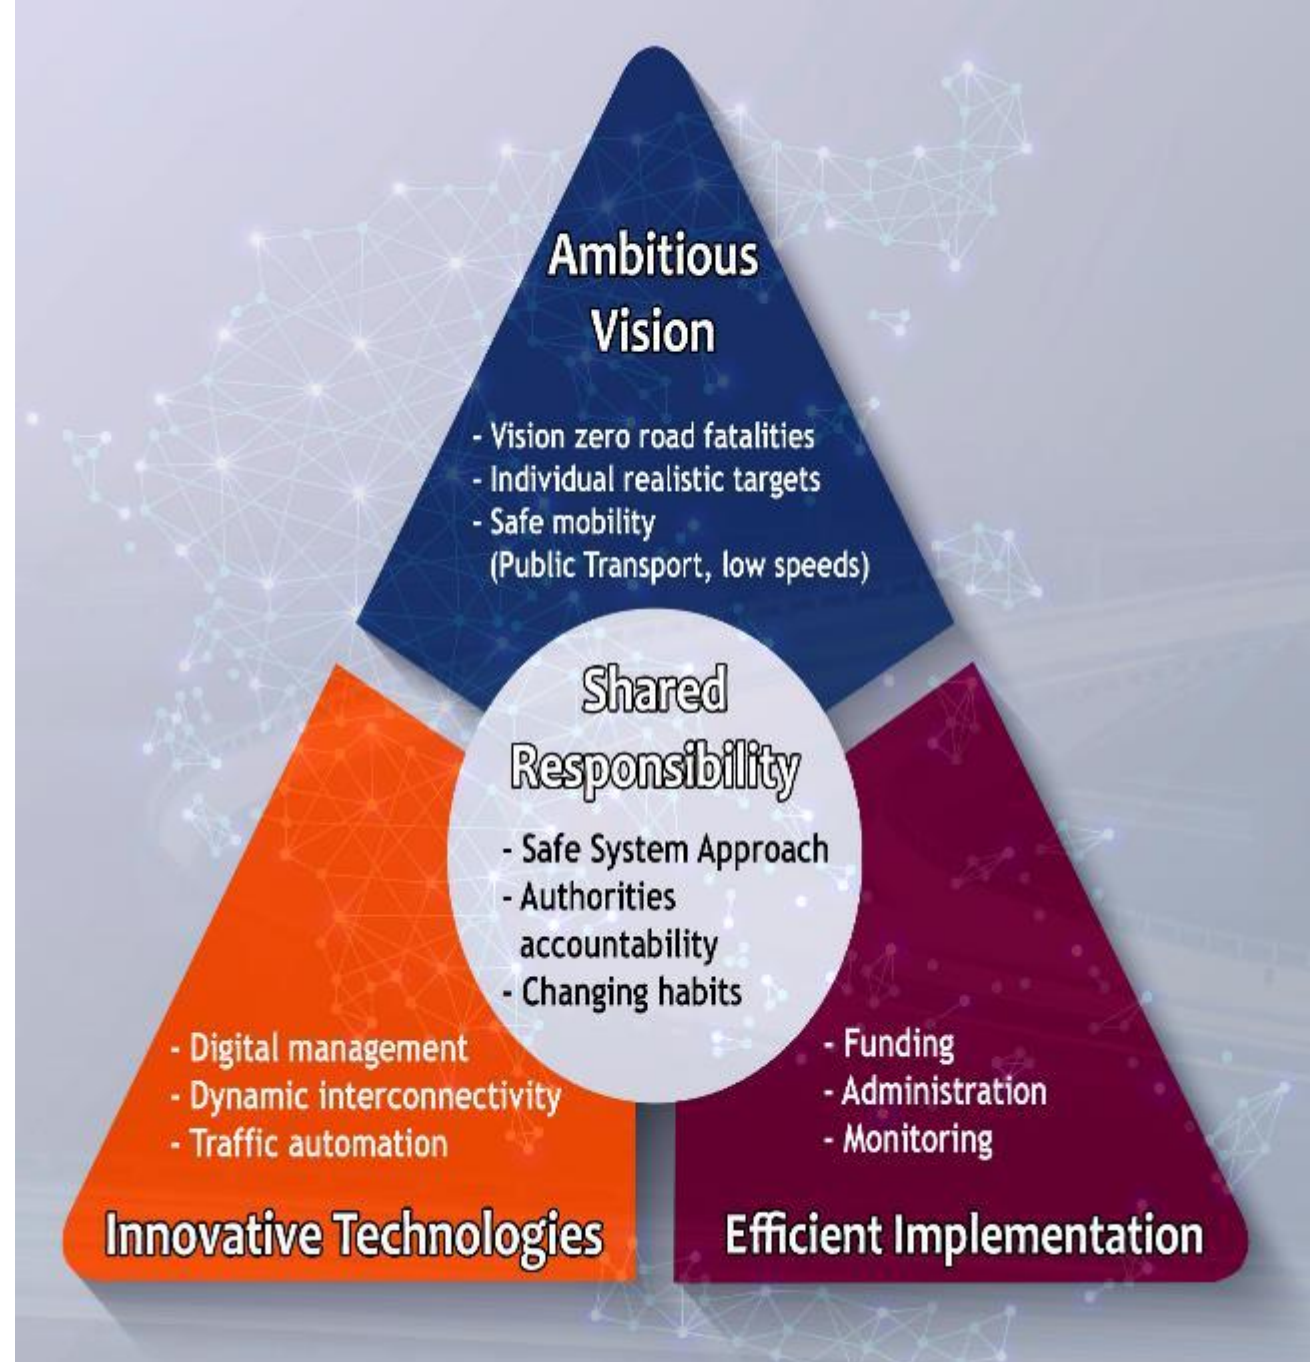 Ambitious
Vision
- Vision zero road fatalities
- Individual realistic targets
- Safe mobility
(Public Transport, low speeds)
Shared
Responsibility
- Safe System Approach
- Authorities
accountability
- Changing habits
- Digital management
- Dynamic interconnectivity
- Traffic automation
Innovative Technologies
- Funding
- Administration
- Monitoring
Efficient Implementation